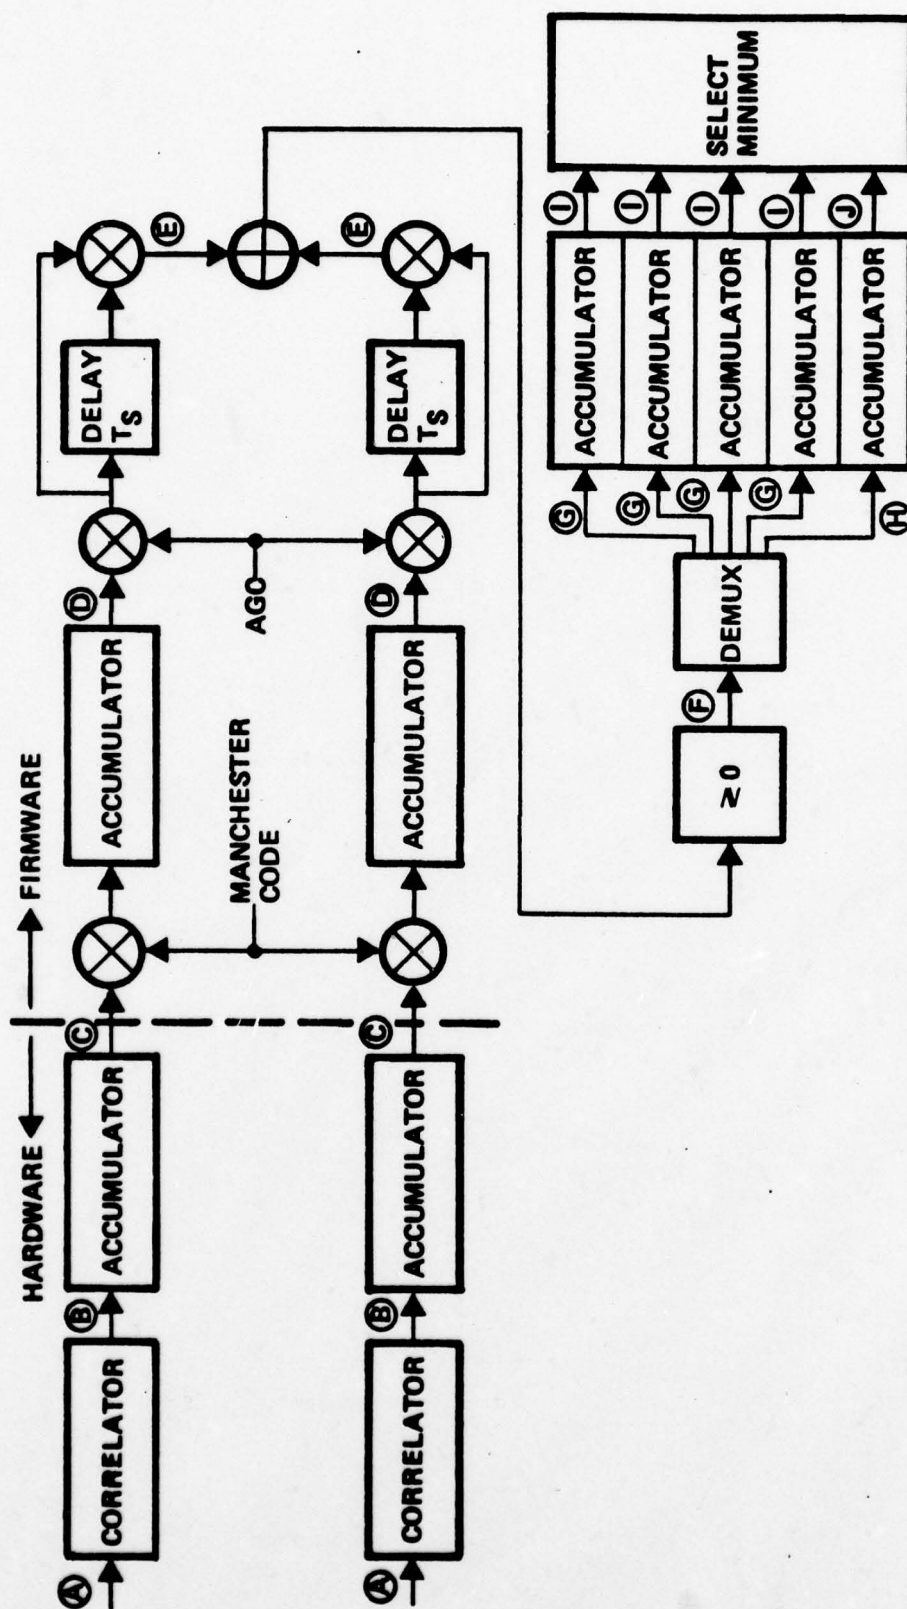 HARDWARE
FIRMWARE
A
CORRELATOR
B
ACCUMULATOR
C
ACCUMULATOR
D
DELAY
TS
E
MANCHESTER
CODE
AGC
A
CORRELATOR
B
ACCUMULATOR
C
ACCUMULATOR
D
DELAY
TS
E
≥ 0
F
DEMUX
G
G
G
G
H
ACCUMULATOR
ACCUMULATOR
ACCUMULATOR
ACCUMULATOR
ACCUMULATOR
I
I
I
I
J
SELECT
MINIMUM